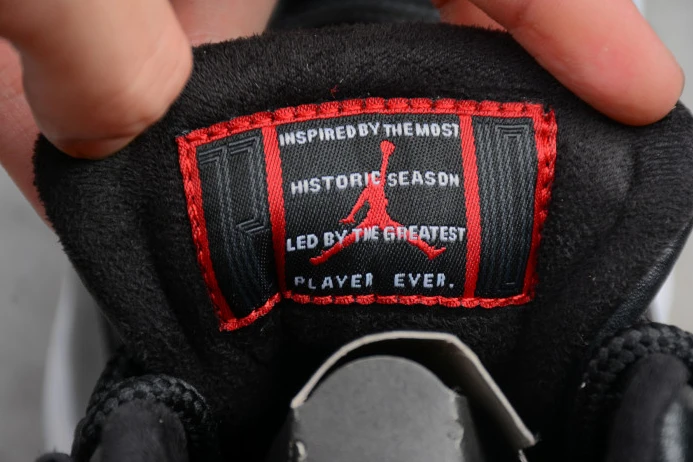 INSPIRED BY THE MOST
HISTORIC SEASON
LED BY THE GREATEST
PLAYER EVER.